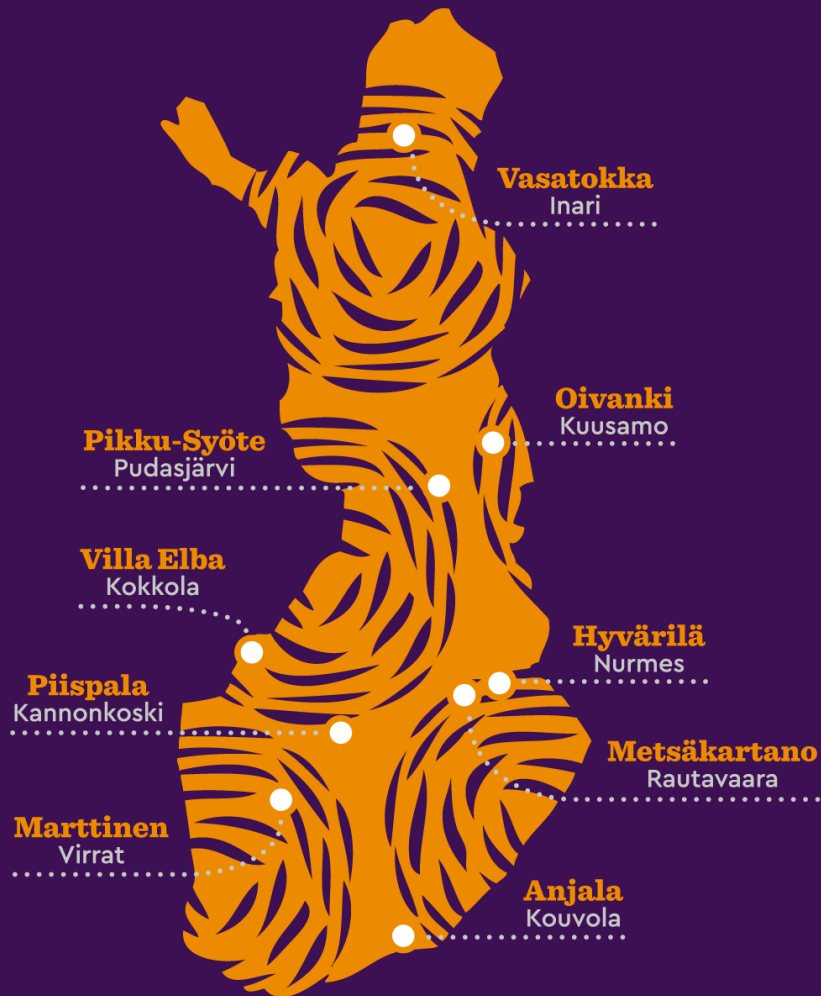 Vasatokka
Inari
Oivanki
Kuusamo
Pikku-Syöte
Pudasjärvi
Villa Elba
Kokkola
Hyvärilä
Nurmes
Piispala
Kannonkoski
Metsäkartano
Rautavaara
Marttinen
Virrat
Anjala
Kouvola